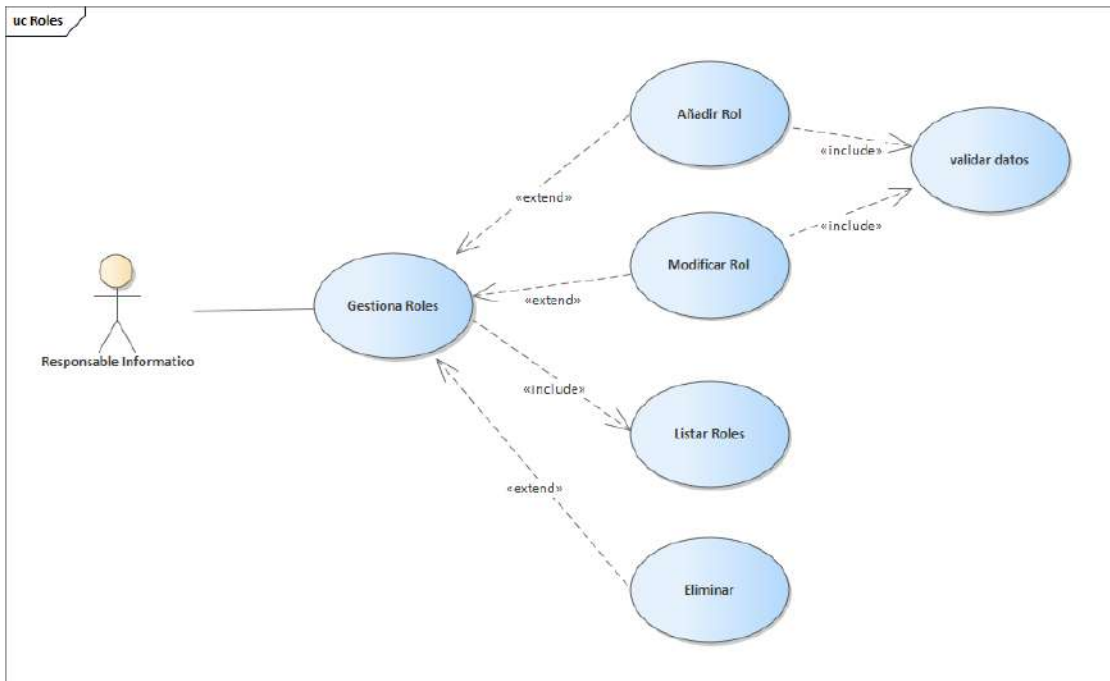 uc Roles
Añadir Rol
validar datos
«include»
«extend»
«include»
Modificar Rol
Gestiona Roles
«extend»
Responsable Informatico
«include»
Listar Roles
«extend»
Eliminar